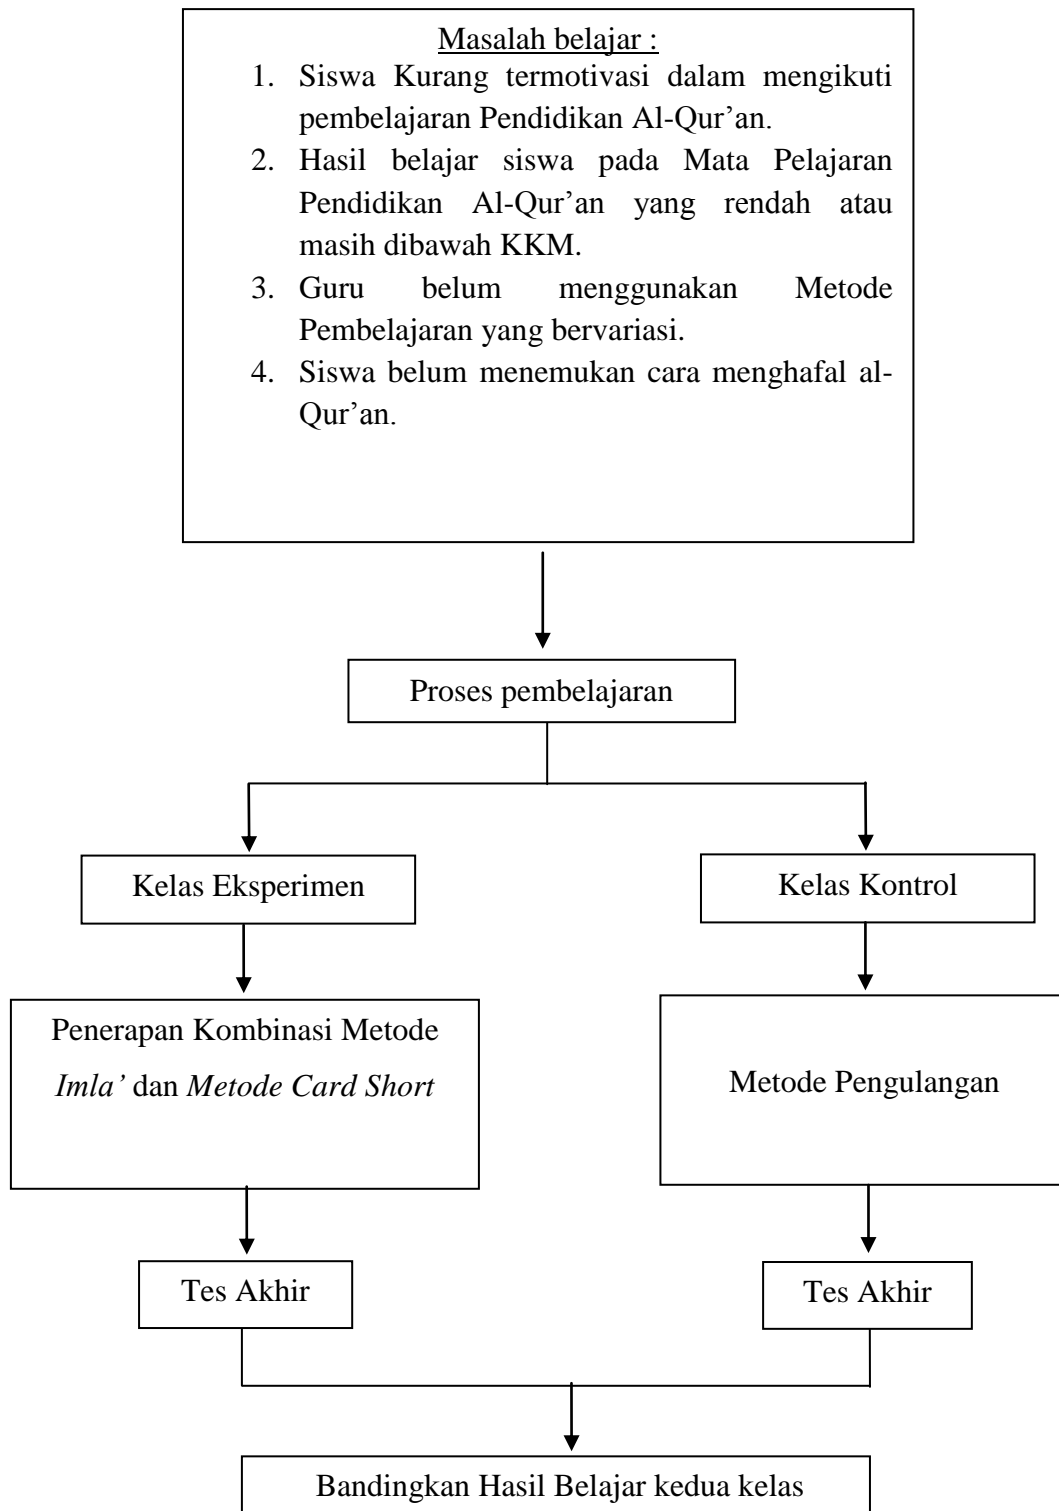 Masalah belajar :
1. Siswa Kurang termotivasi dalam mengikuti
pembelajaran Pendidikan Al-Qur’an.
2. Hasil belajar siswa pada Mata Pelajaran
Pendidikan Al-Qur’an yang rendah atau
masih dibawah KKM.
3. Guru belum menggunakan Metode
Pembelajaran yang bervariasi.
4. Siswa belum menemukan cara menghafal al-
Qur’an.
Proses pembelajaran
Kelas Eksperimen
Kelas Kontrol
Penerapan Kombinasi Metode
Imla’ dan Metode Card Short
Metode Pengulangan
Tes Akhir
Tes Akhir
Bandingkan Hasil Belajar kedua kelas